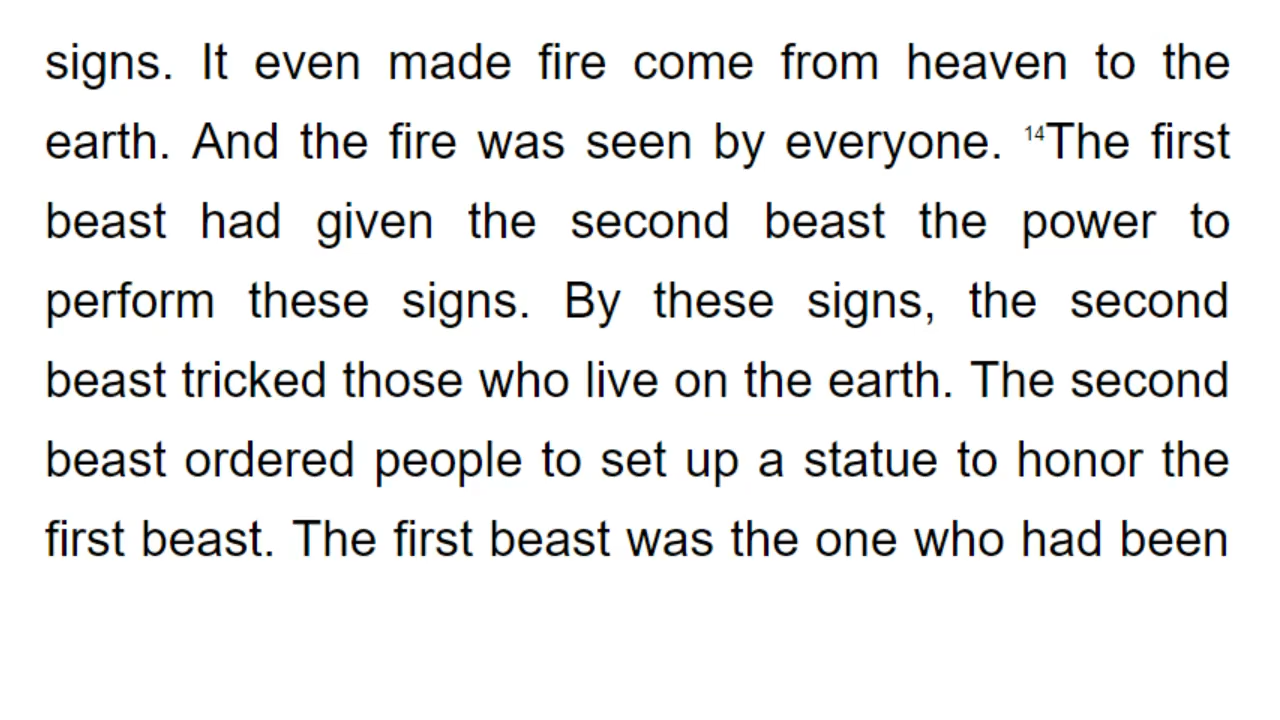 signs. It even made fire come from heaven to the
earth. And the fire was seen by everyone. ¹⁴The first
beast had given the second beast the power to
perform these signs. By these signs, the second
beast tricked those who live on the earth. The second
beast ordered people to set up a statue to honor the
first beast. The first beast was the one who had been